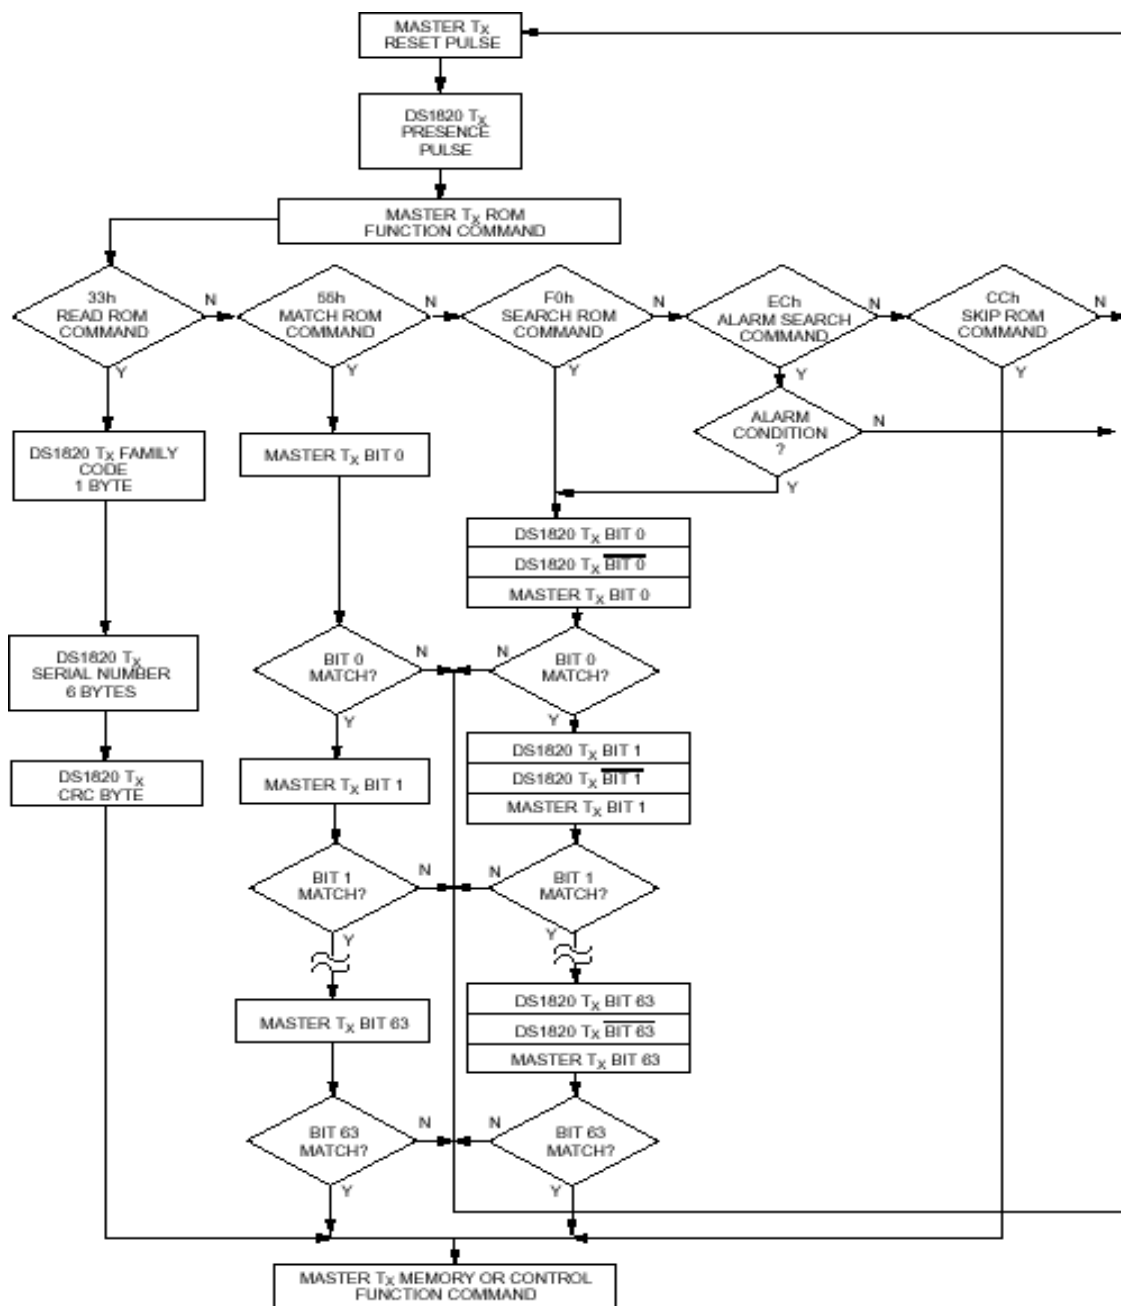 MASTER TX
RESET PULSE
DS1820 TX
PRESENCE
PULSE
MASTER TX ROM
FUNCTION COMMAND
33h
READ ROM
COMMAND
N
Y
55h
MATCH ROM
COMMAND
N
Y
F0h
SEARCH ROM
COMMAND
N
Y
ECh
ALARM SEARCH
COMMAND
N
Y
CCh
SKIP ROM
COMMAND
N
Y
ALARM
CONDITION
?
N
Y
DS1820 TX FAMILY
CODE
1 BYTE
MASTER TX BIT 0
DS1820 TX BIT 0
DS1820 TX BIT 0
MASTER TX BIT 0
DS1820 TX
SERIAL NUMBER
6 BYTES
BIT 0
MATCH?
N
Y
BIT 0
MATCH?
N
Y
DS1820 TX
CRC BYTE
MASTER TX BIT 1
DS1820 TX BIT 1
DS1820 TX BIT 1
MASTER TX BIT 1
BIT 1
MATCH?
N
Y
BIT 1
MATCH?
N
Y
MASTER TX BIT 63
DS1820 TX BIT 63
DS1820 TX BIT 63
MASTER TX BIT 63
BIT 63
MATCH?
N
Y
BIT 63
MATCH?
N
Y
MASTER TX MEMORY OR CONTROL
FUNCTION COMMAND